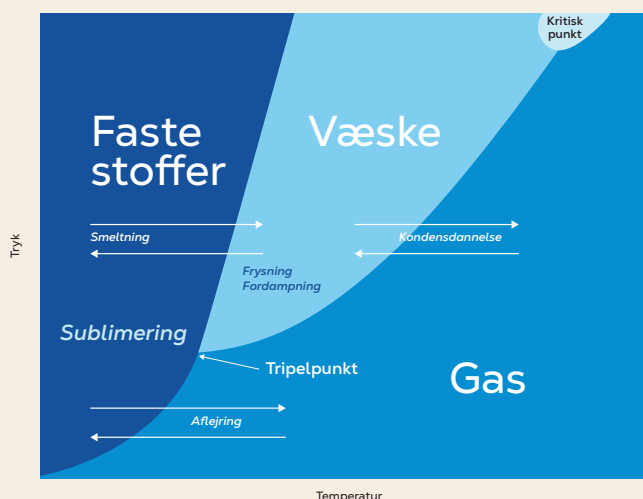 Kritisk
punkt
Faste
stoffer
Væske
Smeltning
Kondensdannelse
Tryk
Frysning
Fordampning
Sublimering
Tripelpunkt
Gas
Aflejring
Temperatur